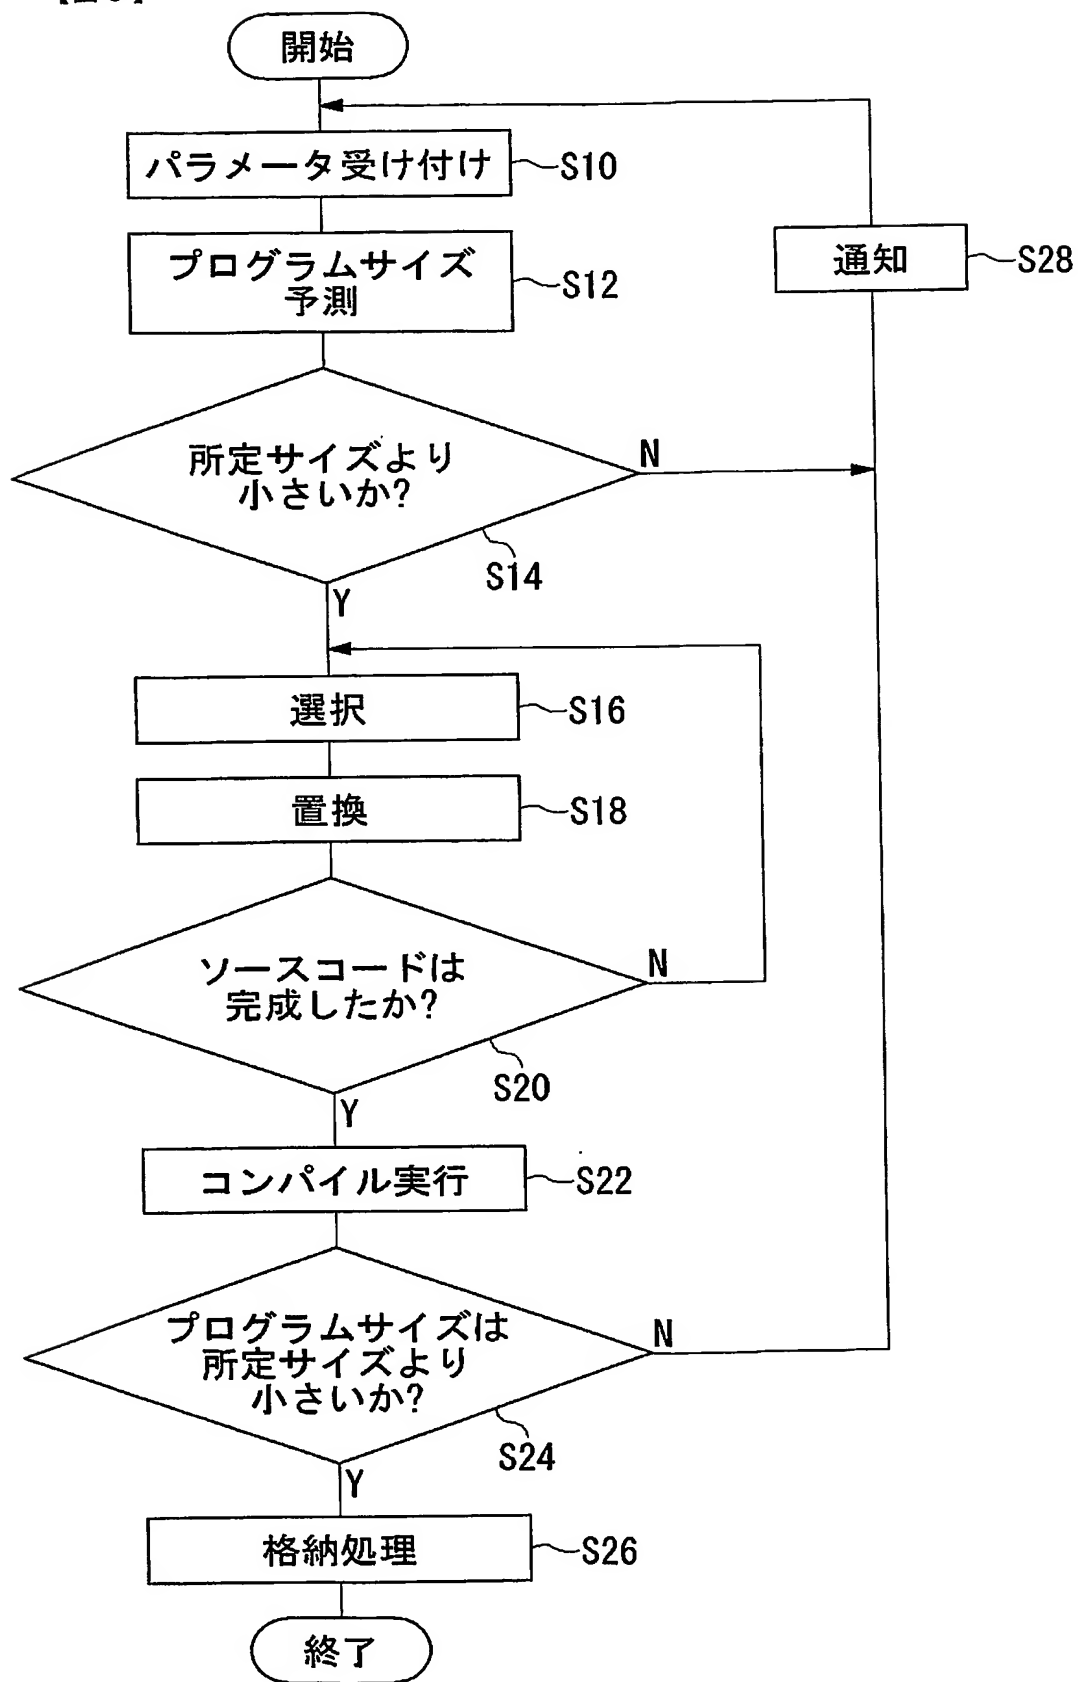 開始
パラメータ受け付け
S10
プログラムサイズ
予測
S12
通知
S28
所定サイズより
小さいか?
N
S14
Y
選択
S16
置換
S18
ソースコードは
完成したか?
N
S20
Y
コンパイル実行
S22
プログラムサイズは
所定サイズより
小さいか?
N
S24
Y
格納処理
S26
終了